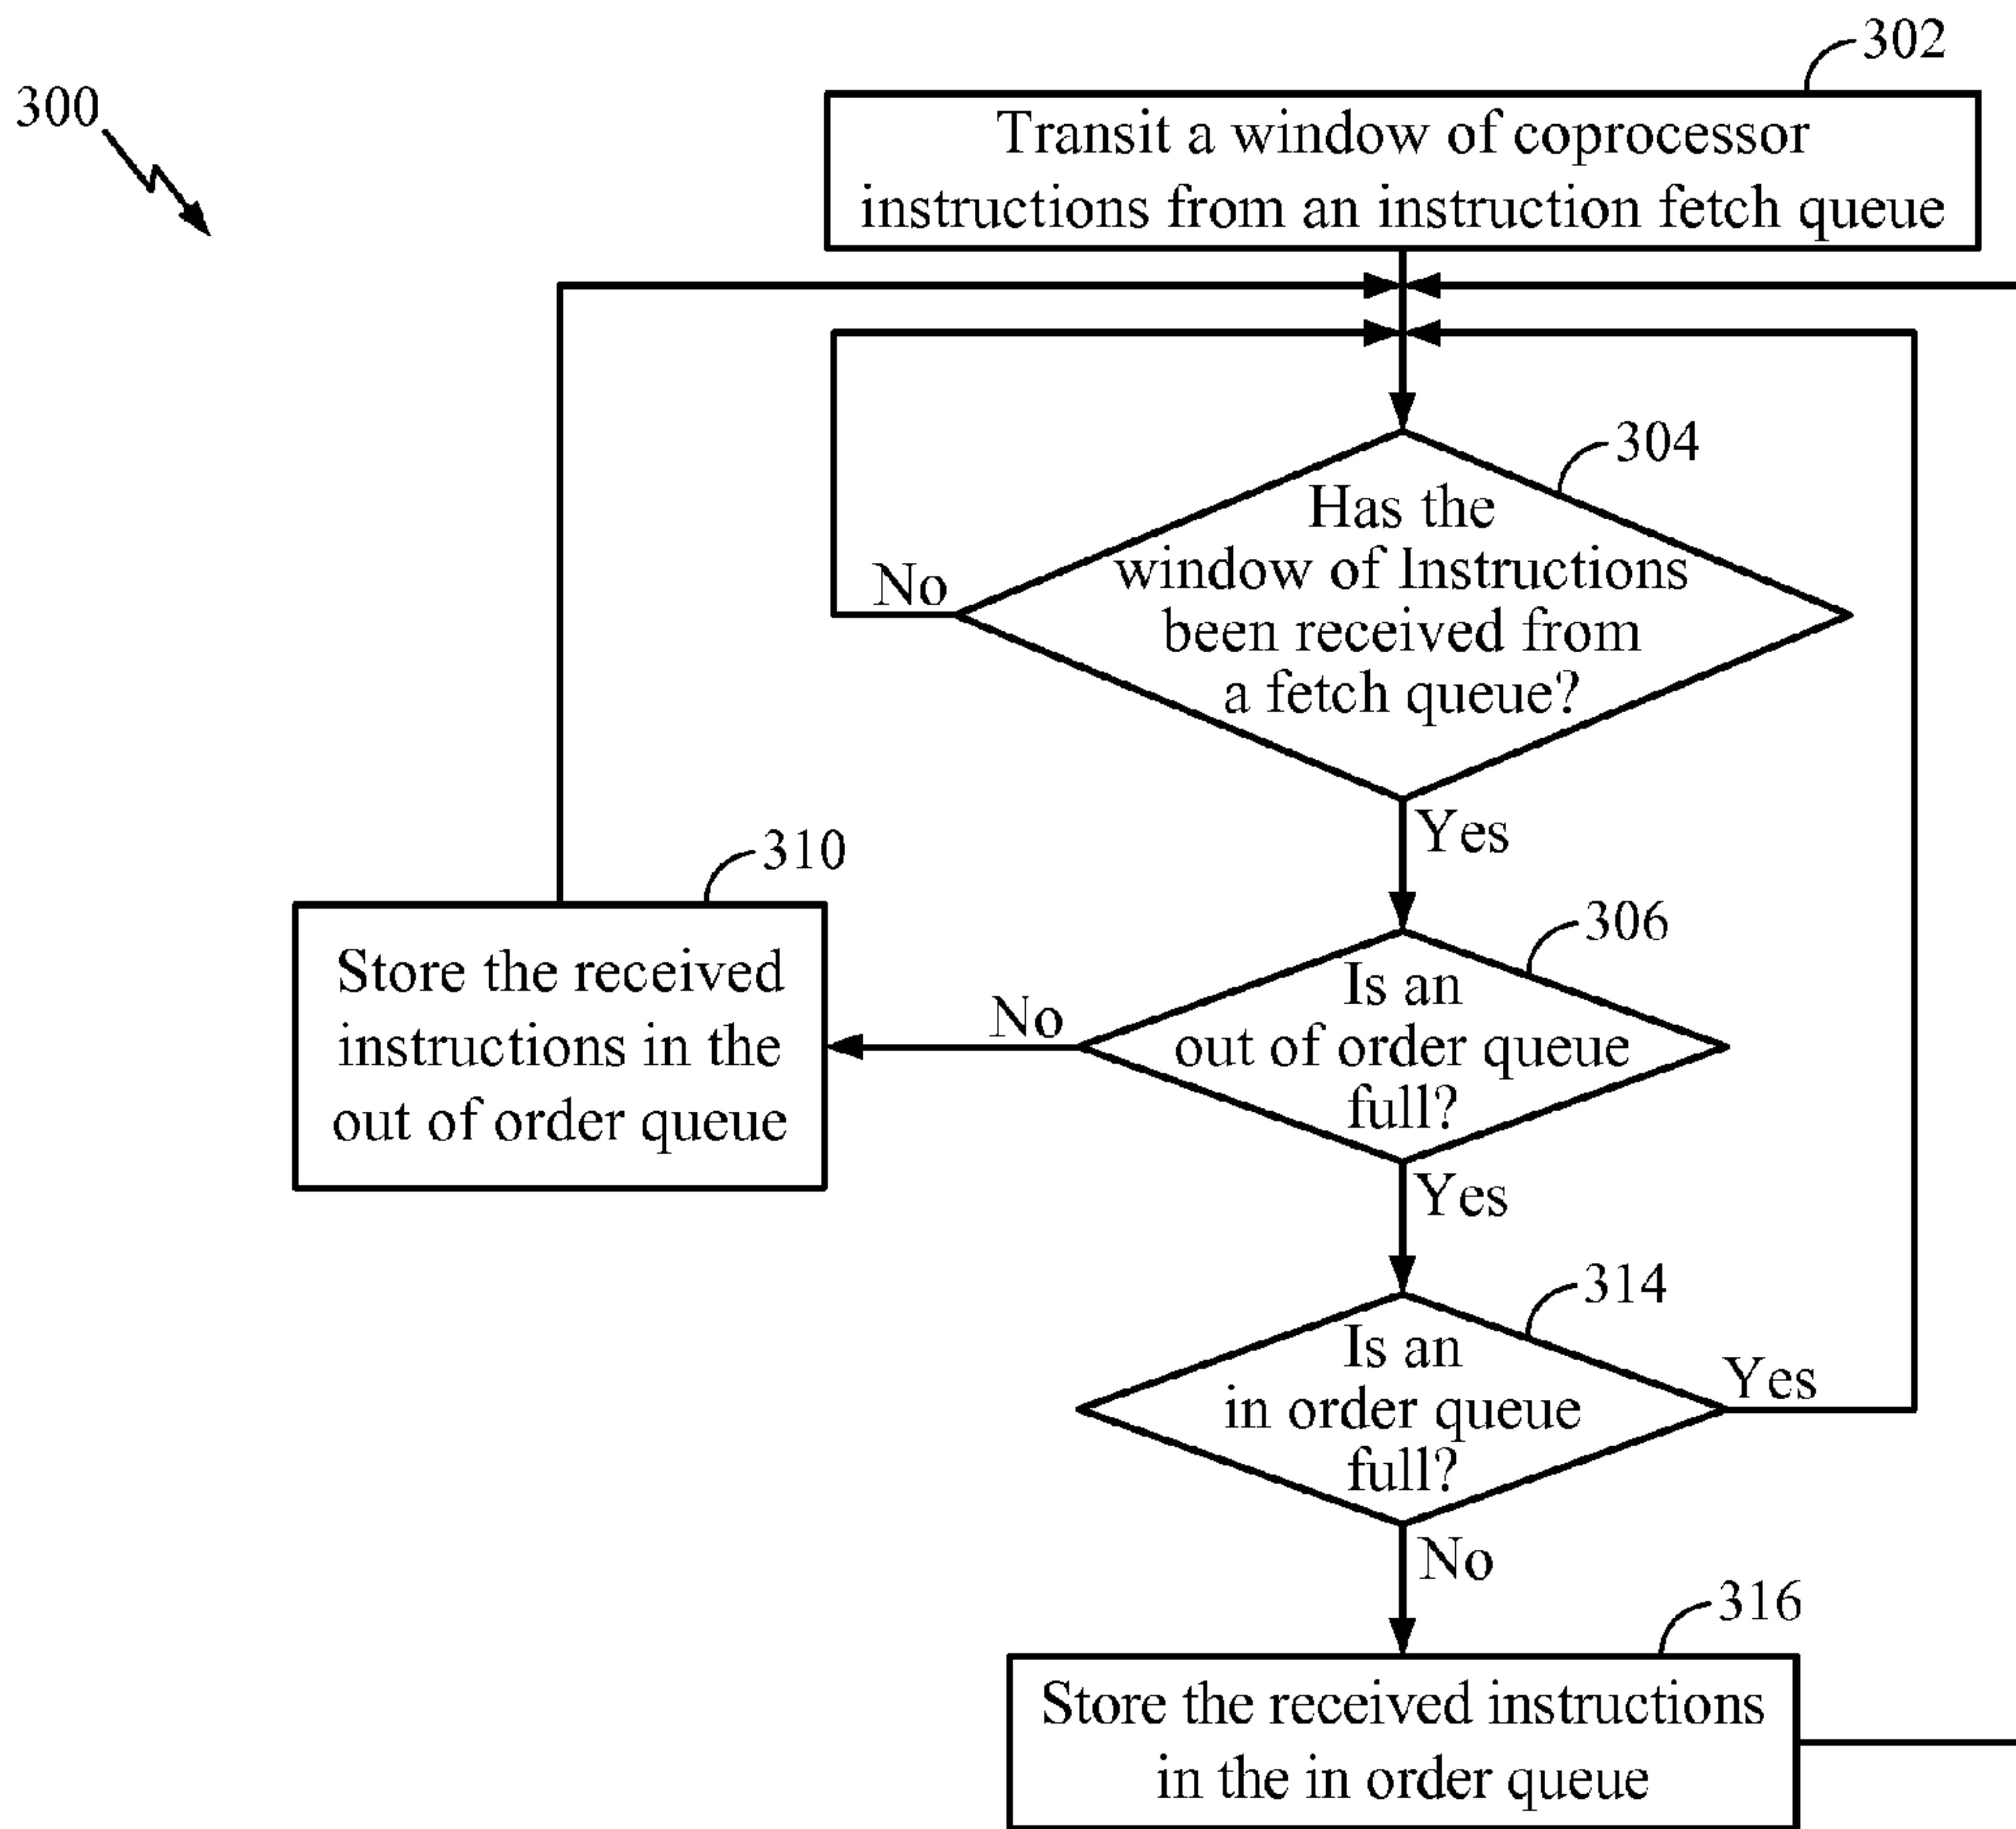 302
300
Transit a window of coprocessor
instructions from an instruction fetch queue
304
Has the
window of Instructions
been received from
a fetch queue?
No
Yes
310
Store the received
instructions in the
out of order queue
306
Is an
out of order queue
full?
No
Yes
314
Is an
in order queue
full?
Yes
No
316
Store the received instructions
in the in order queue